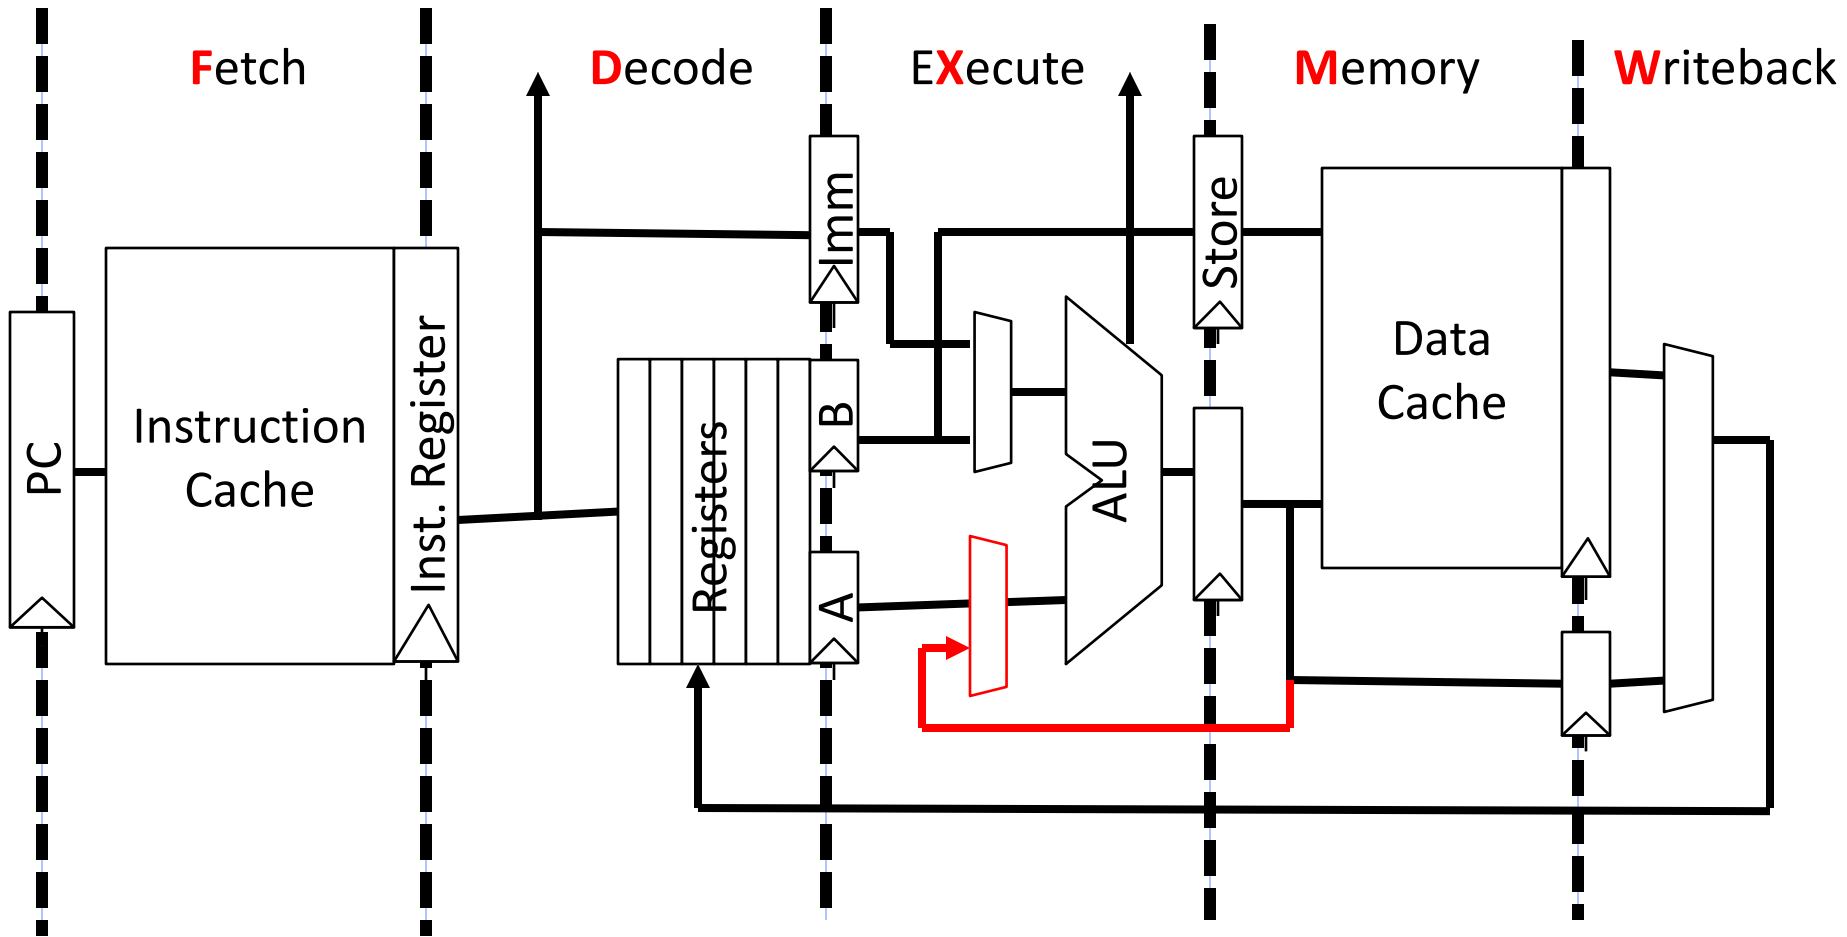 Fetch
Decode
EXecute
Memory
Writeback
PC
Instruction
Cache
Inst. Register
Registers
Imm
B
A
ALU
Store
Data
Cache